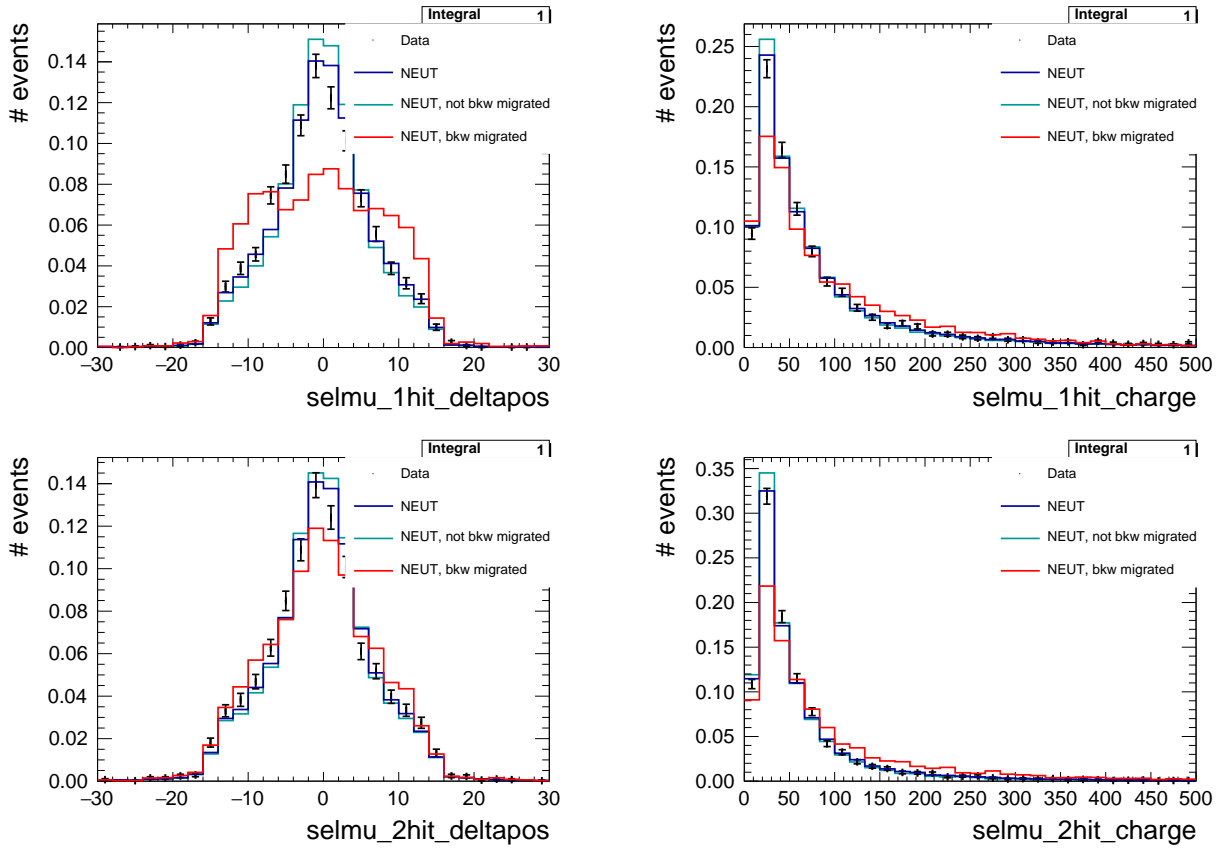 Integral 1
Data
NEUT
NEUT, not bkw migrated
NEUT, bkw migrated
# events
0.14
0.12
0.10
0.08
0.06
0.04
0.02
0.00
−30 −20 −10 0 10 20 30
selmu_1hit_deltapos
Integral 1
Data
NEUT
NEUT, not bkw migrated
NEUT, bkw migrated
# events
0.25
0.20
0.15
0.10
0.05
0.00
0 50 100 150 200 250 300 350 400 450 500
selmu_1hit_charge
Integral 1
Data
NEUT
NEUT, not bkw migrated
NEUT, bkw migrated
# events
0.14
0.12
0.10
0.08
0.06
0.04
0.02
0.00
−30 −20 −10 0 10 20 30
selmu_2hit_deltapos
Integral 1
Data
NEUT
NEUT, not bkw migrated
NEUT, bkw migrated
# events
0.35
0.30
0.25
0.20
0.15
0.10
0.05
0.00
0 50 100 150 200 250 300 350 400 450 500
selmu_2hit_charge